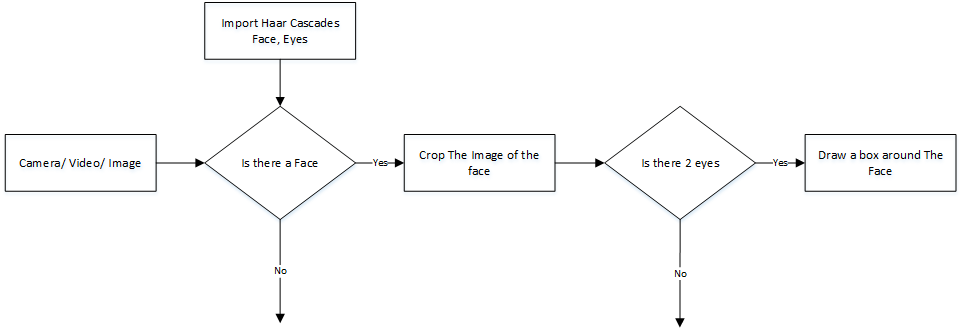 Import Haar Cascades
Face, Eyes
Camera/ Video/ Image
Is there a Face
Yes
Crop The Image of the
face
Is there 2 eyes
Yes
Draw a box around The
Face
No
No